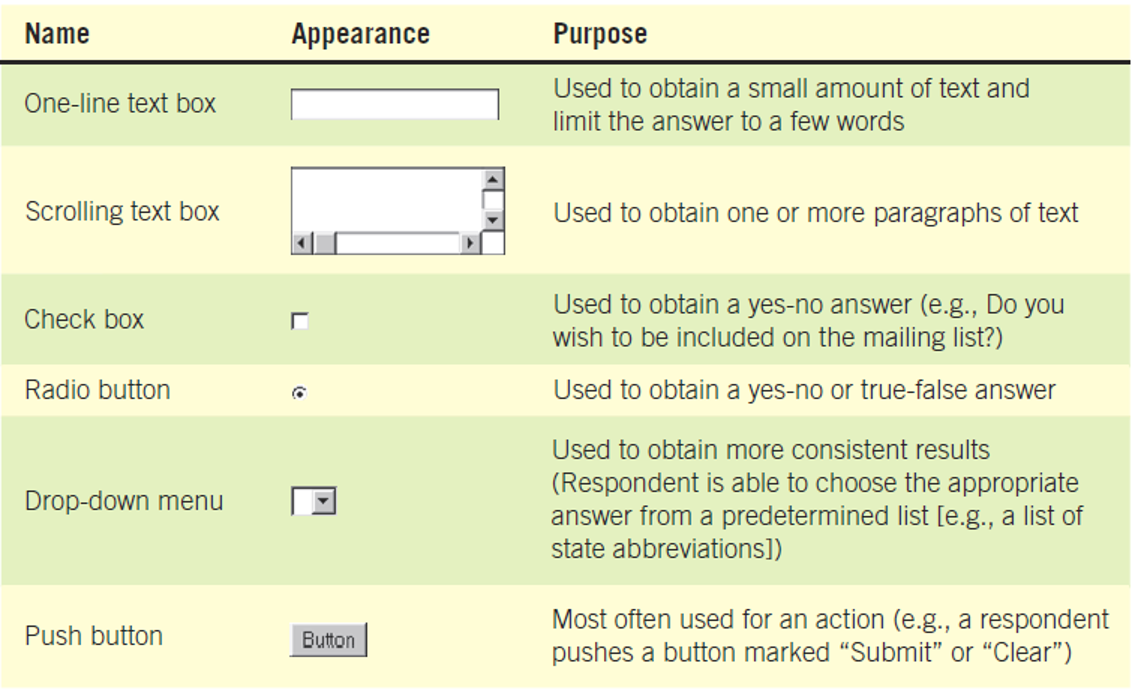 Name Appearance Purpose
One-line text box
Used to obtain a small amount of text and
limit the answer to a few words
Scrolling text box
Used to obtain one or more paragraphs of text
Check box
Used to obtain a yes-no answer (e.g., Do you
wish to be included on the mailing list?)
Radio button
Used to obtain a yes-no or true-false answer
Drop-down menu
Used to obtain more consistent results
(Respondent is able to choose the appropriate
answer from a predetermined list [e.g., a list of
state abbreviations])
Push button
Button
Most often used for an action (e.g., a respondent
pushes a button marked “Submit” or “Clear”)